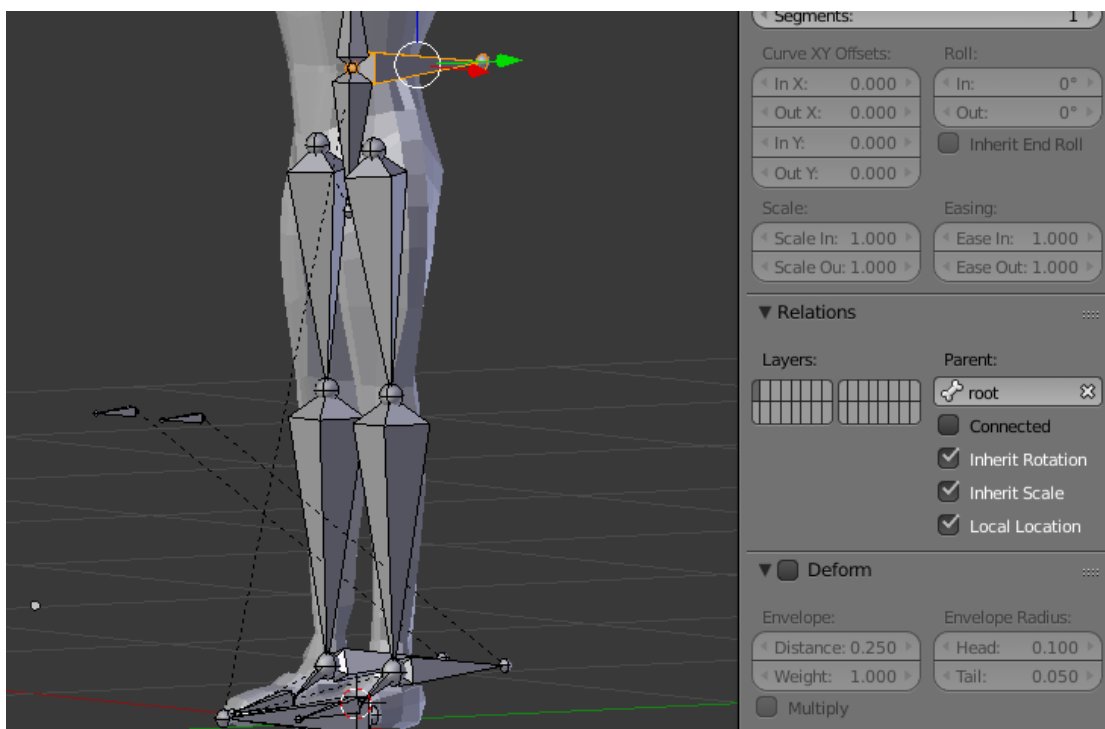 Segments: 1
Curve XY Offsets: Roll:
In X: 0.000 In: 0°
Out X: 0.000 Out: 0°
In Y: 0.000 Inherit End Roll
Out Y: 0.000
Scale: Easing:
Scale In: 1.000 Ease In: 1.000
Scale Ou: 1.000 Ease Out: 1.000
Relations
Layers: Parent:
root
Connected
Inherit Rotation
Inherit Scale
Local Location
Deform
Envelope: Envelope Radius:
Distance: 0.250 Head: 0.100
Weight: 1.000 Tail: 0.050
Multiply